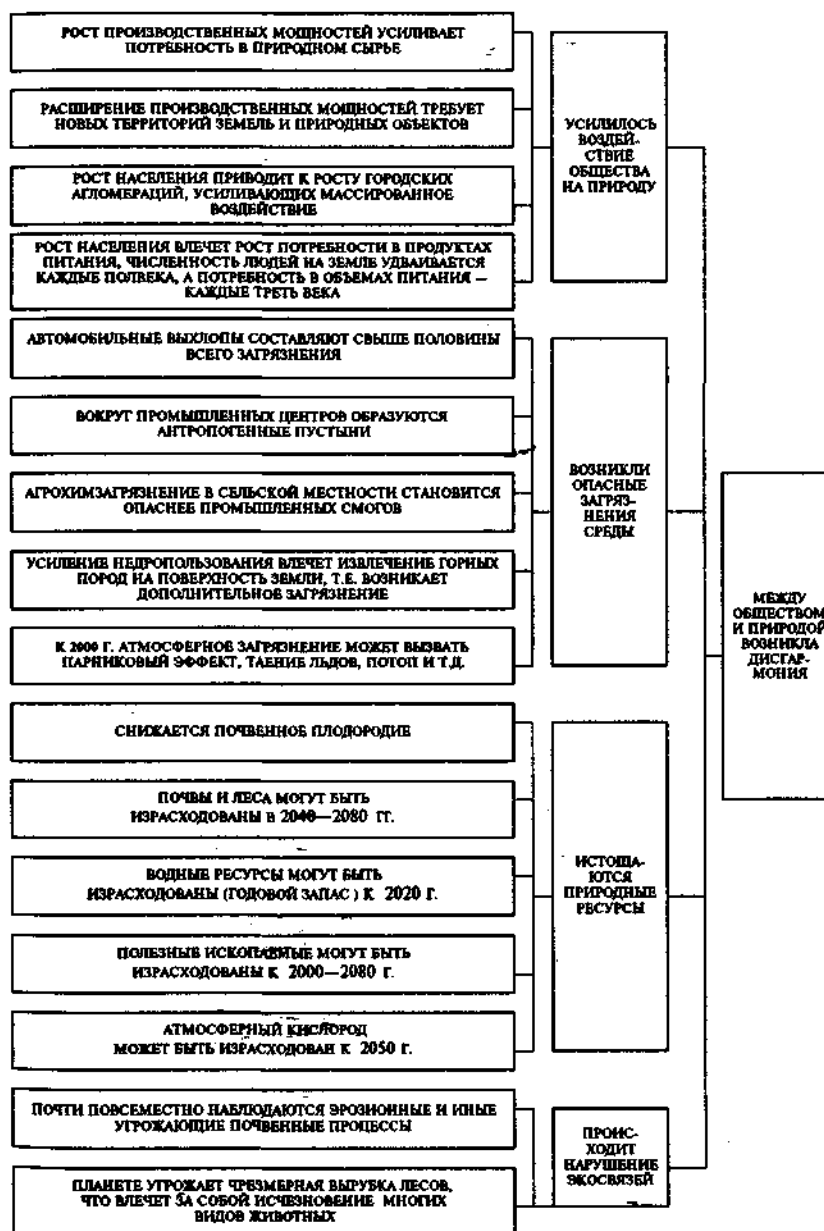 РОСТ ПРОИЗВОДСТВЕННЫХ МОЩНОСТЕЙ УСИЛИВАЕТ
ПОТРЕБНОСТЬ В ПРИРОДНОМ СЫРЬЕ
РАСШИРЕНИЕ ПРОИЗВОДСТВЕННЫХ МОЩНОСТЕЙ ТРЕБУЕТ
НОВЫХ ТЕРРИТОРИЙ ЗЕМЕЛЬ И ПРИРОДНЫХ ОБЪЕКТОВ
РОСТ НАСЕЛЕНИЯ ПРИВОДИТ К РОСТУ ГОРОДСКИХ
АГЛОМЕРАЦИЙ, УСИЛИВАЮЩИХ МАССИРОВАННОЕ
ВОЗДЕЙСТВИЕ
РОСТ НАСЕЛЕНИЯ ВЛЕЧЕТ РОСТ ПОТРЕБНОСТИ В ПРОДУКТАХ
ПИТАНИЯ, ЧИСЛЕННОСТЬ ЛЮДЕЙ НА ЗЕМЛЕ УДВАИВАЕТСЯ
КАЖДЫЕ ПОЛВЕКА, А ПОТРЕБНОСТЬ В ОБЪЕМАХ ПИТАНИЯ —
КАЖДЫЕ ТРЕТЬ ВЕКА
УСИЛИЛОСЬ
ВОЗДЕЙ-
СТВИЕ
ОБЩЕСТВА
НА ПРИРОДУ
АВТОМОБИЛЬНЫЕ ВЫХЛОПЫ СОСТАВЛЯЮТ СВЫШЕ ПОЛОВИНЫ
ВСЕГО ЗАГРЯЗНЕНИЯ
ВОКРУГ ПРОМЫШЛЕННЫХ ЦЕНТРОВ ОБРАЗУЮТСЯ
АНТРОПОГЕННЫЕ ПУСТЫНИ
АГРОХИМЗАГРЯЗНЕНИЕ В СЕЛЬСКОЙ МЕСТНОСТИ СТАНОВИТСЯ
ОПАСНЕЕ ПРОМЫШЛЕННЫХ СМОГОВ
УСИЛЕНИЕ НЕДРОПОЛЬЗОВАНИЯ ВЛЕЧЕТ ИЗВЛЕЧЕНИЕ ГОРНЫХ
ПОРОД НА ПОВЕРХНОСТЬ ЗЕМЛИ, Т.Е. ВОЗНИКАЕТ
ДОПОЛНИТЕЛЬНОЕ ЗАГРЯЗНЕНИЕ
К 2000 Г. АТМОСФЕРНОЕ ЗАГРЯЗНЕНИЕ МОЖЕТ ВЫЗВАТЬ
ПАРНИКОВЫЙ ЭФФЕКТ, ТАЕНИЕ ЛЬДОВ, ПОТОП И Т.Д.
ВОЗНИКЛИ
ОПАСНЫЕ
ЗАГРЯЗ-
НЕНИЯ
СРЕДЫ
СНИЖАЕТСЯ ПОЧВЕННОЕ ПЛОДОРОДИЕ
ПОЧВЫ И ЛЕСА МОГУТ БЫТЬ
ИЗРАСХОДОВАНЫ в 2040—2080 ГГ.
ВОДНЫЕ РЕСУРСЫ МОГУТ БЫТЬ
ИЗРАСХОДОВАНЫ (ГОДОВОЙ ЗАПАС) К 2020 Г.
ПОЛЕЗНЫЕ ИСКОПАЕМЫЕ МОГУТ БЫТЬ
ИЗРАСХОДОВАНЫ К 2000—2080 Г.
АТМОСФЕРНЫЙ КИСЛОРОД
МОЖЕТ БЫТЬ ИЗРАСХОДОВАН К 2050 Г.
ИСТОЩА-
ЮТСЯ
ПРИРОДНЫЕ
РЕСУРСЫ
ПОЧТИ ПОВСЕМЕСТНО НАБЛЮДАЮТСЯ ЭРОЗИОННЫЕ И ИНЫЕ
УГРОЖАЮЩИЕ ПОЧВЕННЫЕ ПРОЦЕССЫ
ПЛАНЕТЕ УГРОЖАЕТ ЧРЕЗМЕРНАЯ ВЫРУБКА ЛЕСОВ,
ЧТО ВЛЕЧЕТ ЗА СОБОЙ ИСЧЕЗНОВЕНИЕ МНОГИХ
ВИДОВ ЖИВОТНЫХ
ПРОИС-
ХОДИТ
НАРУШЕНИЕ
ЭКОСВЯЗЕЙ
МЕЖДУ
ОБЩЕСТВОМ
И ПРИРОДОЙ
ВОЗНИКЛА
ДИСГАР-
МОНИЯ